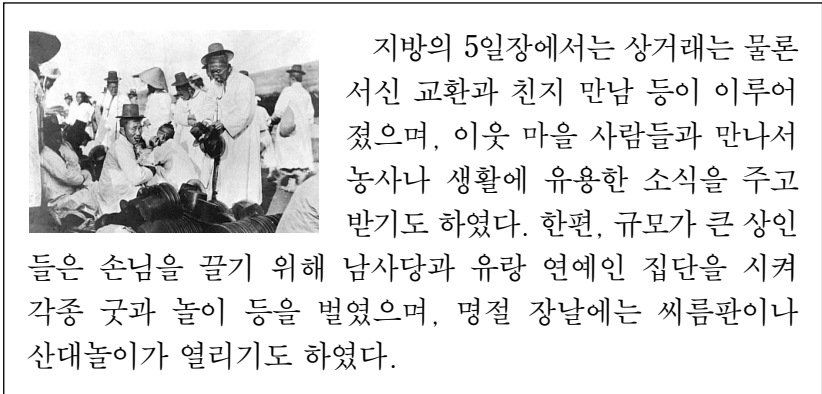 지방의 5일장에서는 상거래는 물론
서신 교환과 친지 만남 등이 이루어
졌으며, 이웃 마을 사람들과 만나서
농사나 생활에 유용한 소식을 주고
받기도 하였다. 한편, 규모가 큰 상인
들은 손님을 끌기 위해 남사당과 유랑 연예인 집단을 시켜
각종 굿과 놀이 등을 벌였으며, 명절 장날에는 씨름판이나
산대놀이가 열리기도 하였다.